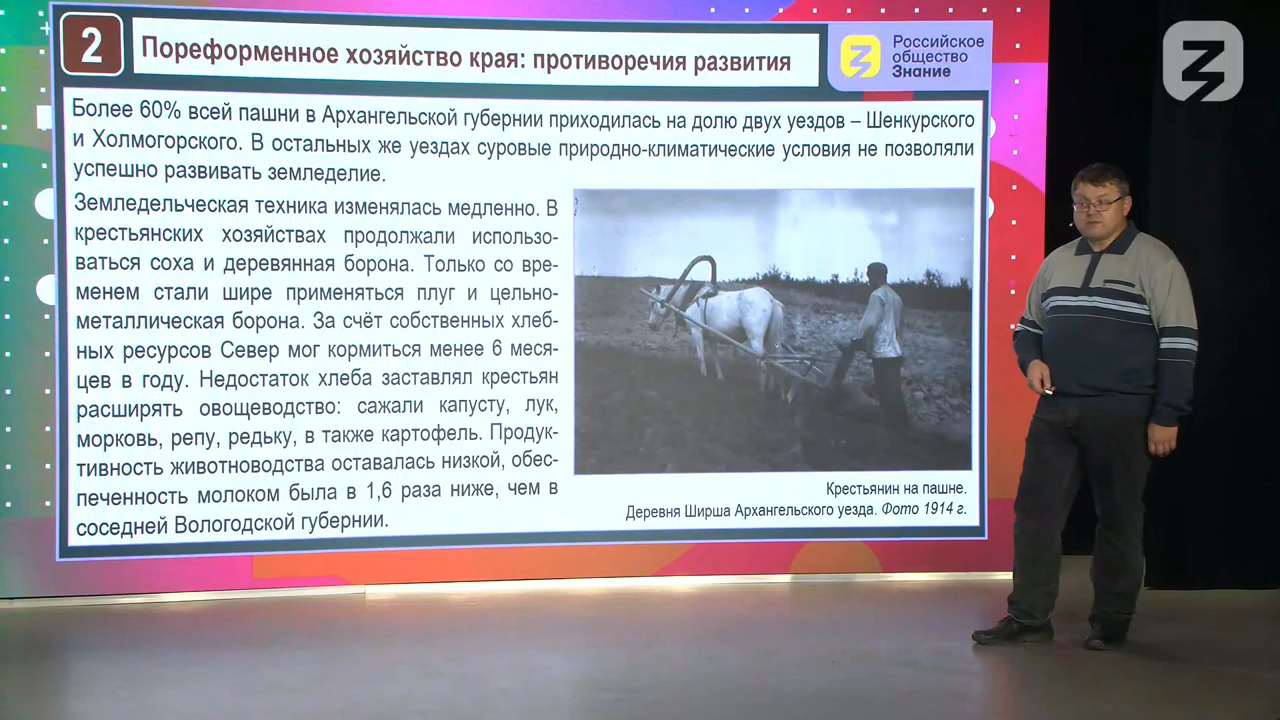 2
Пореформенное хозяйство края: противоречия развития
Российское
общество
Знание
Более 60% всей пашни в Архангельской губернии приходилась на долю двух уездов – Шенкурского
и Холмогорского. В остальных же уездах суровые природно-климатические условия не позволяли
успешно развивать земледелие.
Земледельческая техника изменялась медленно. В
крестьянских хозяйствах продолжали использо-
ваться соха и деревянная борона. Только со вре-
менем стали шире применяться плуг и цельно-
металлическая борона. За счёт собственных хлеб-
ных ресурсов Север мог кормиться менее 6 меся-
цев в году. Недостаток хлеба заставлял крестьян
расширять овощеводство: сажали капусту, лук,
морковь, репу, редьку, в также картофель. Продук-
тивность животноводства оставалась низкой, обес-
печенность молоком была в 1,6 раза ниже, чем в
соседней Вологодской губернии.
Крестьянин на пашне.
Деревня Ширша Архангельского уезда. Фото 1914 г.